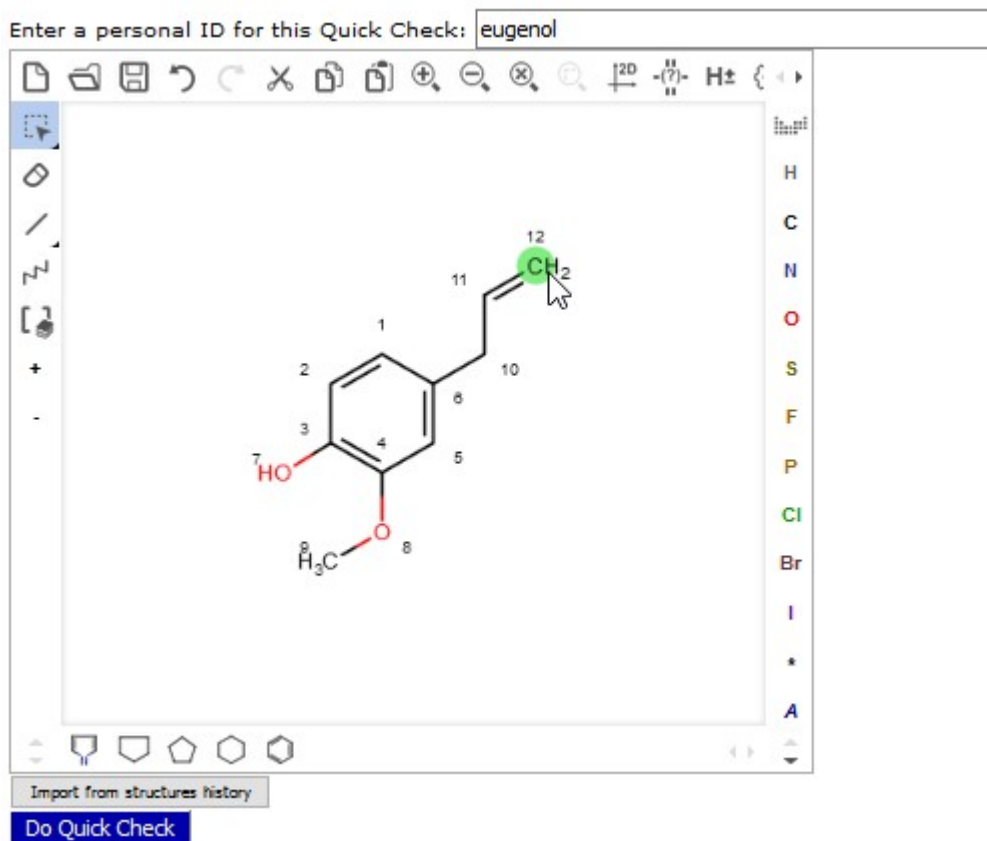 Enter a personal ID for this Quick Check: eugenol
2D -(?)- H± {
H
C
N
O
S
F
P
Cl
Br
I
*
A
+
-
12
CH2
11
1
2
10
6
3
4
5
7
HO
O
9
8
H3C
Import from structures history
Do Quick Check